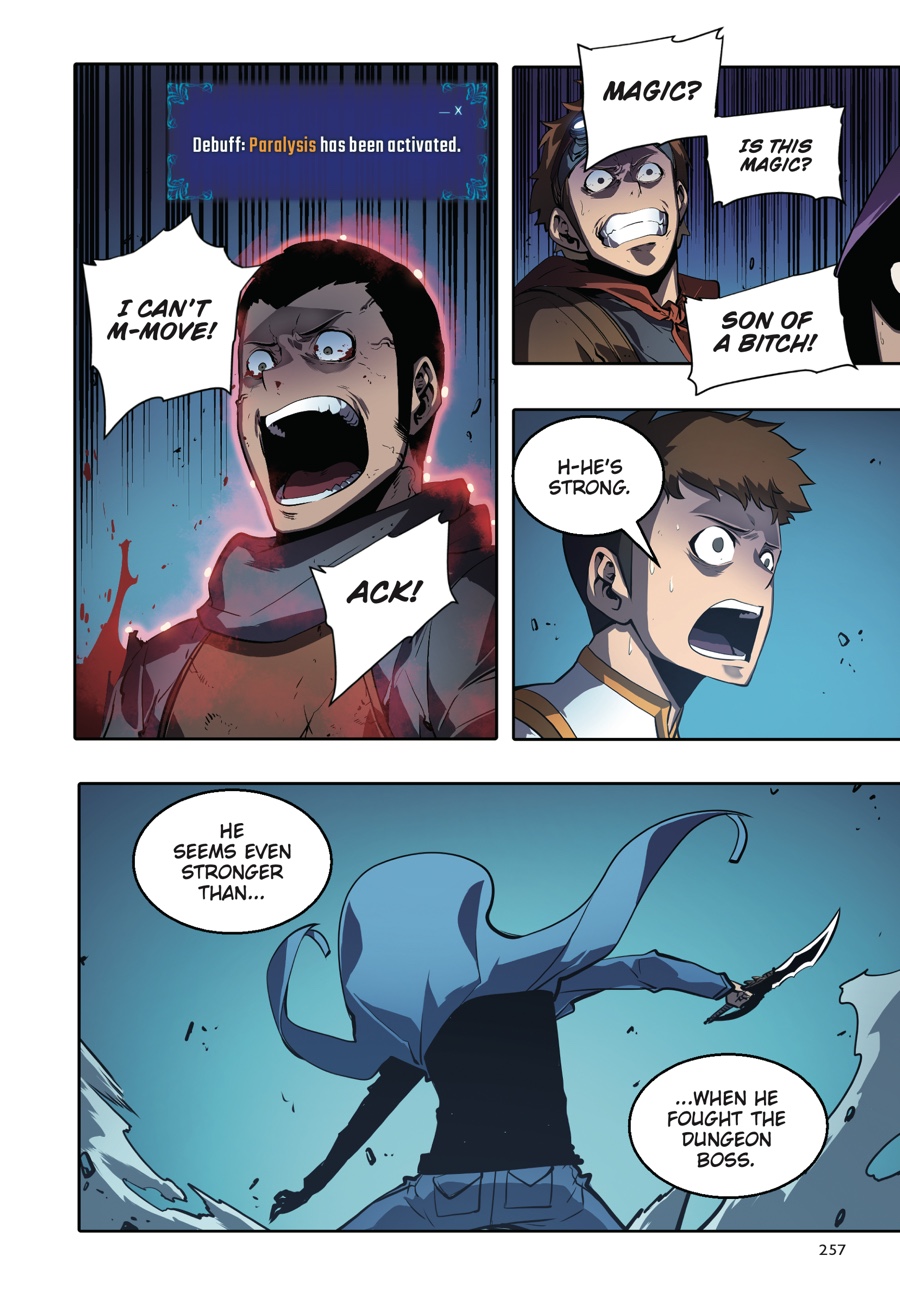 — X
Debuff: Paralysis has been activated.
I CAN'T
M-MOVE!
ACK!
MAGIC?
IS THIS
MAGIC?
SON OF
A BITCH!
H-HE'S
STRONG.
HE
SEEMS EVEN
STRONGER
THAN...
...WHEN HE
FOUGHT THE
DUNGEON
BOSS.
257